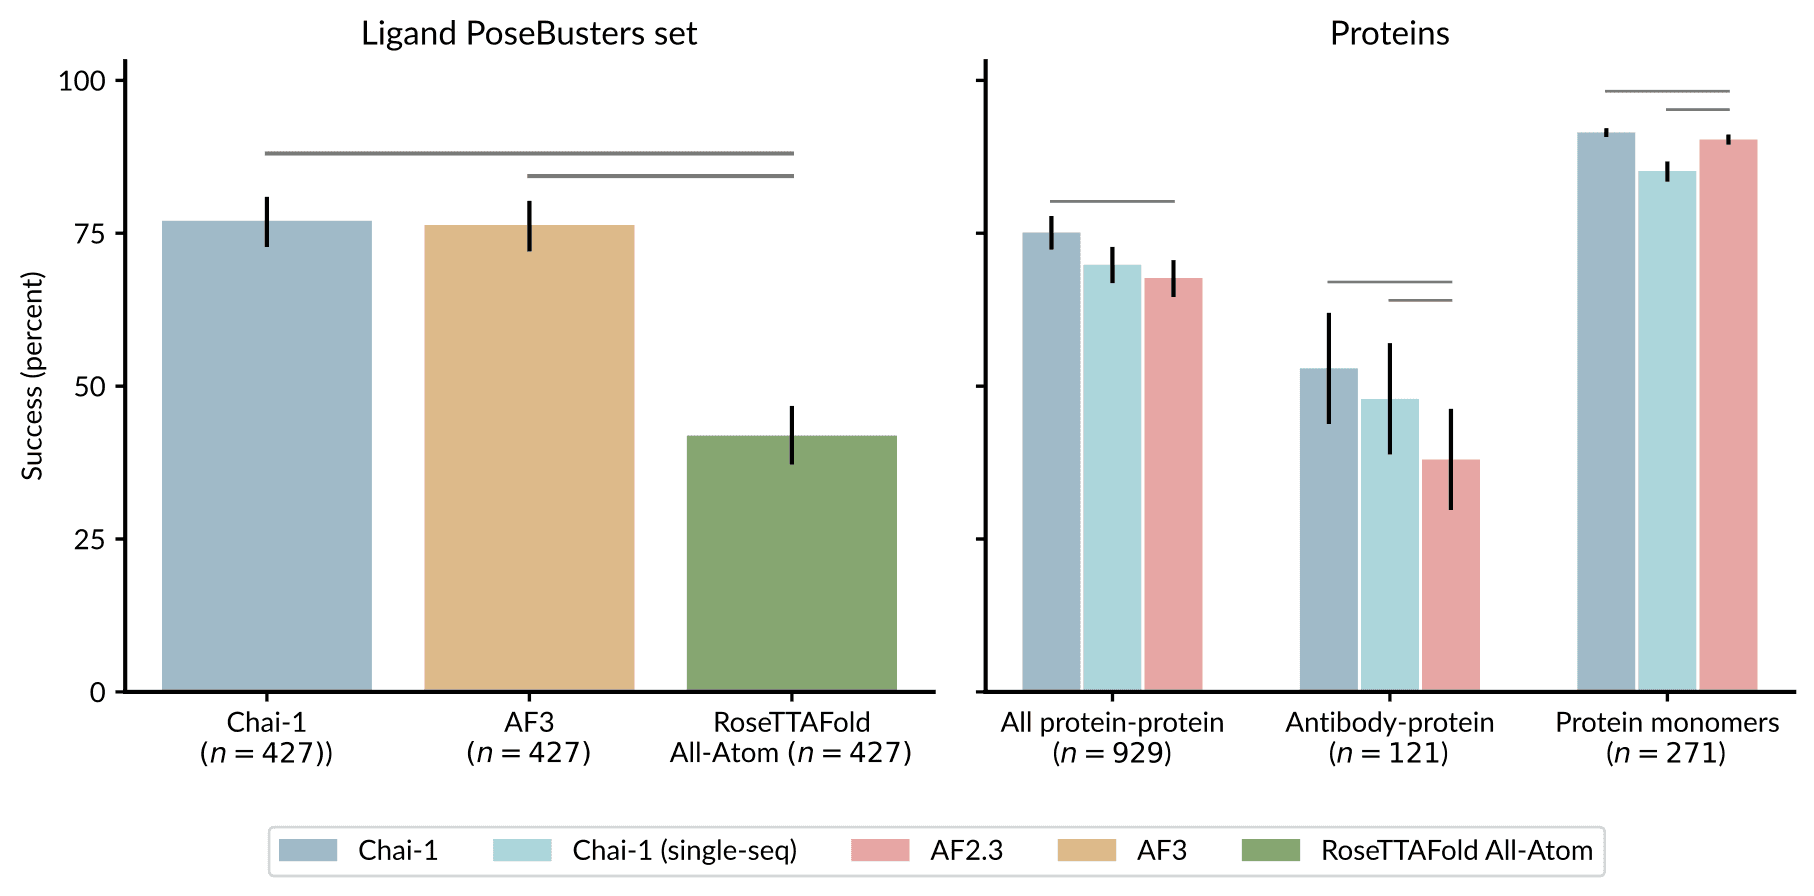 Ligand PoseBusters set
Proteins
Success (percent)
100
75
50
25
0
Chai-1
(n = 427))
AF3
(n = 427)
RoseTTAFold
All-Atom (n = 427)
All protein-protein
(n = 929)
Antibody-protein
(n = 121)
Protein monomers
(n = 271)
Chai-1
Chai-1 (single-seq)
AF2.3
AF3
RoseTTAFold All-Atom